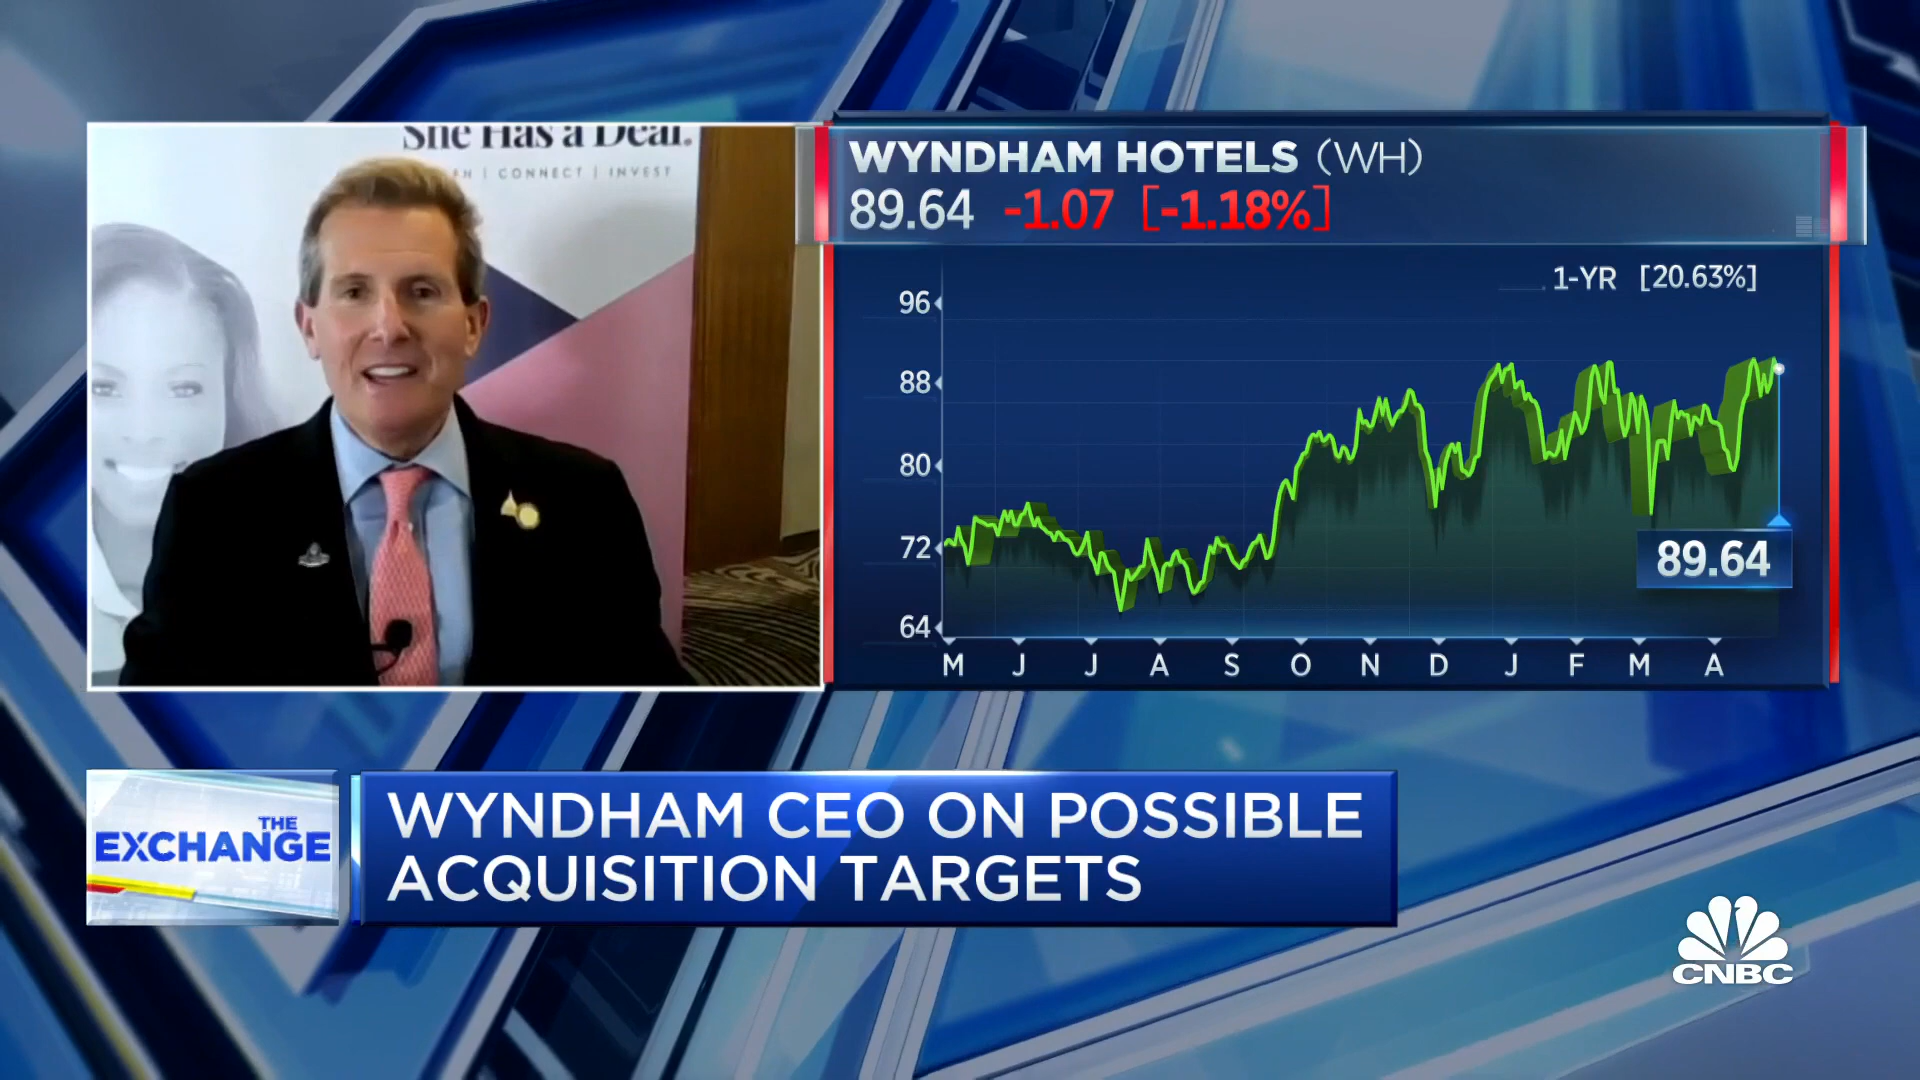 She Has a Deal.
| CONNECT | INVEST
WYNDHAM HOTELS (WH)
89.64 -1.07 [-1.18%]
1-YR [20.63%]
96
88
80
72
64
89.64
M J J A S O N D J F M A
THE
EXCHANGE
WYNDHAM CEO ON POSSIBLE
ACQUISITION TARGETS
CNBC